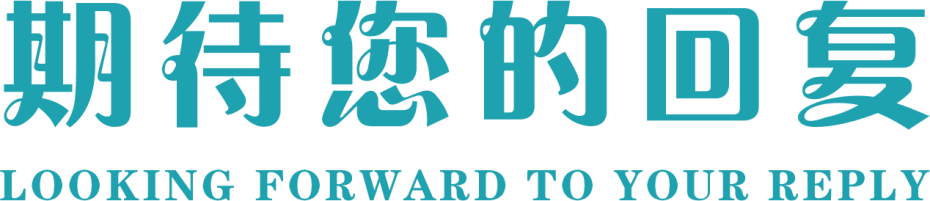 期待您的回复
LOOKING FORWARD TO YOUR REPLY